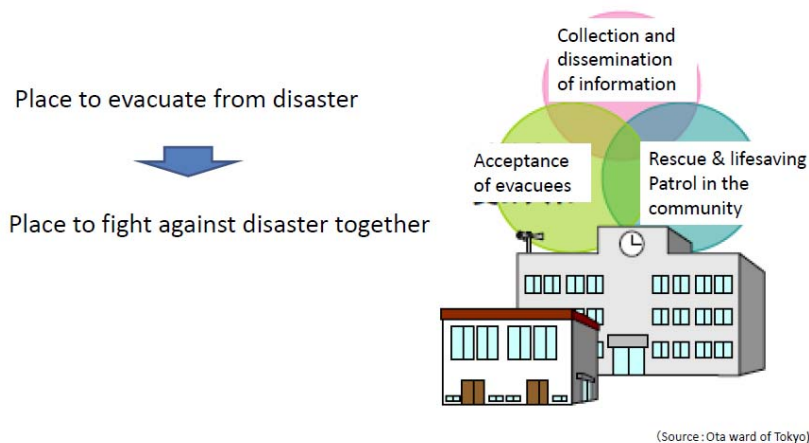 Place to evacuate from disaster
Place to fight against disaster together
Collection and
dissemination
of information
Acceptance
of evacuees
Rescue & lifesaving
Patrol in the
community
(Source:Ota ward of Tokyo)